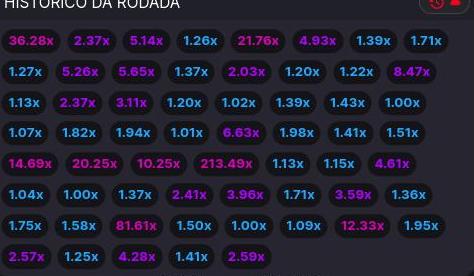 HISTÓRICO DA RODADA
36.28x 2.37x 5.14x 1.26x 21.76x 4.93x 1.39x 1.71x
1.27x 5.26x 5.65x 1.37x 2.03x 1.20x 1.22x 8.47x
1.13x 2.37x 3.11x 1.20x 1.02x 1.39x 1.43x 1.00x
1.07x 1.82x 1.94x 1.01x 6.63x 1.98x 1.41x 1.51x
14.69x 20.25x 10.25x 213.49x 1.13x 1.15x 4.61x
1.04x 1.00x 1.37x 2.41x 3.96x 1.71x 3.59x 1.36x
1.75x 1.58x 81.61x 1.50x 1.00x 1.09x 12.33x 1.95x
2.57x 1.25x 4.28x 1.41x 2.59x